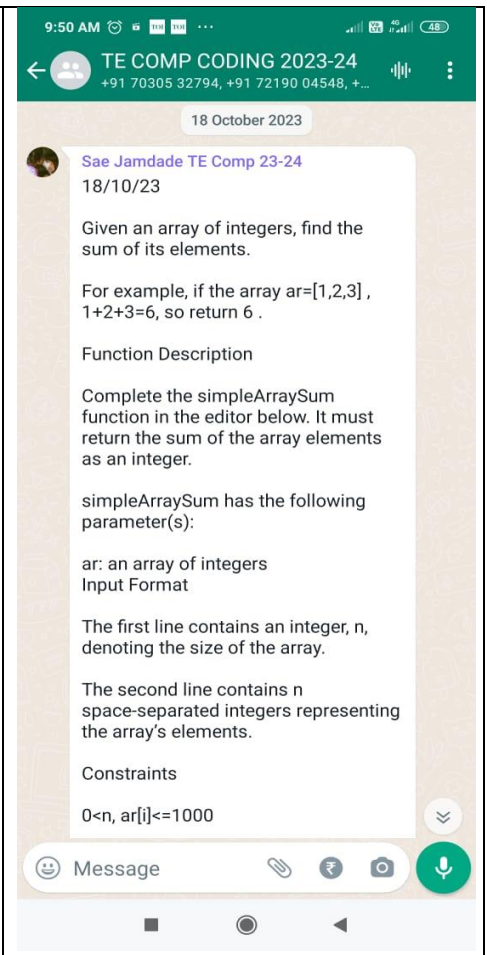 9:50 AM
TOI TOI ...
Vo LTE 4G 48
TE COMP CODING 2023-24
+91 70305 32794, +91 72190 04548, +...
18 October 2023
Sae Jamdade TE Comp 23-24
18/10/23
Given an array of integers, find the
sum of its elements.
For example, if the array ar=[1,2,3] ,
1+2+3=6, so return 6 .
Function Description
Complete the simpleArraySum
function in the editor below. It must
return the sum of the array elements
as an integer.
simpleArraySum has the following
parameter(s):
ar: an array of integers
Input Format
The first line contains an integer, n,
denoting the size of the array.
The second line contains n
space-separated integers representing
the array’s elements.
Constraints
0<n, ar[i]<=1000
Message
₹